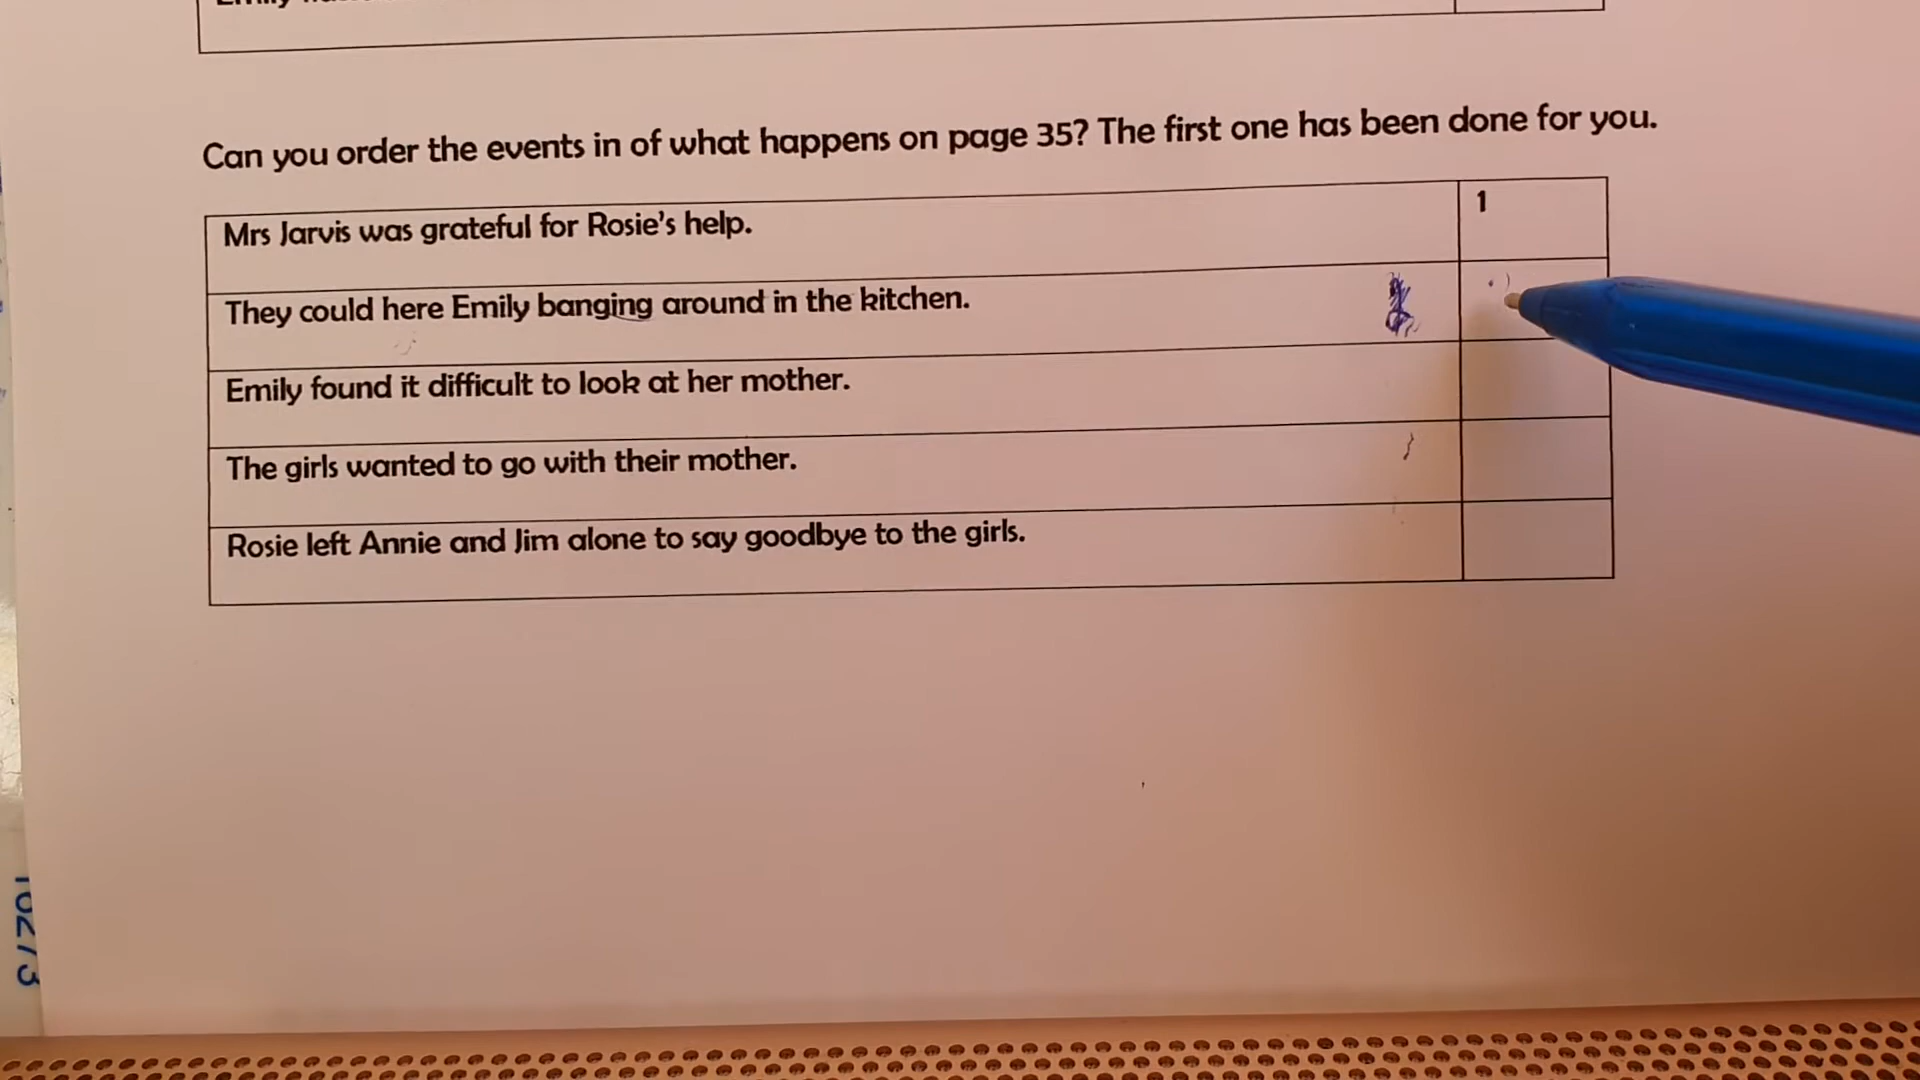 Can you order the events in of what happens on page 35? The first one has been done for you.
Mrs Jarvis was grateful for Rosie's help. 1
They could here Emily banging around in the kitchen.
Emily found it difficult to look at her mother.
The girls wanted to go with their mother.
Rosie left Annie and Jim alone to say goodbye to the girls.